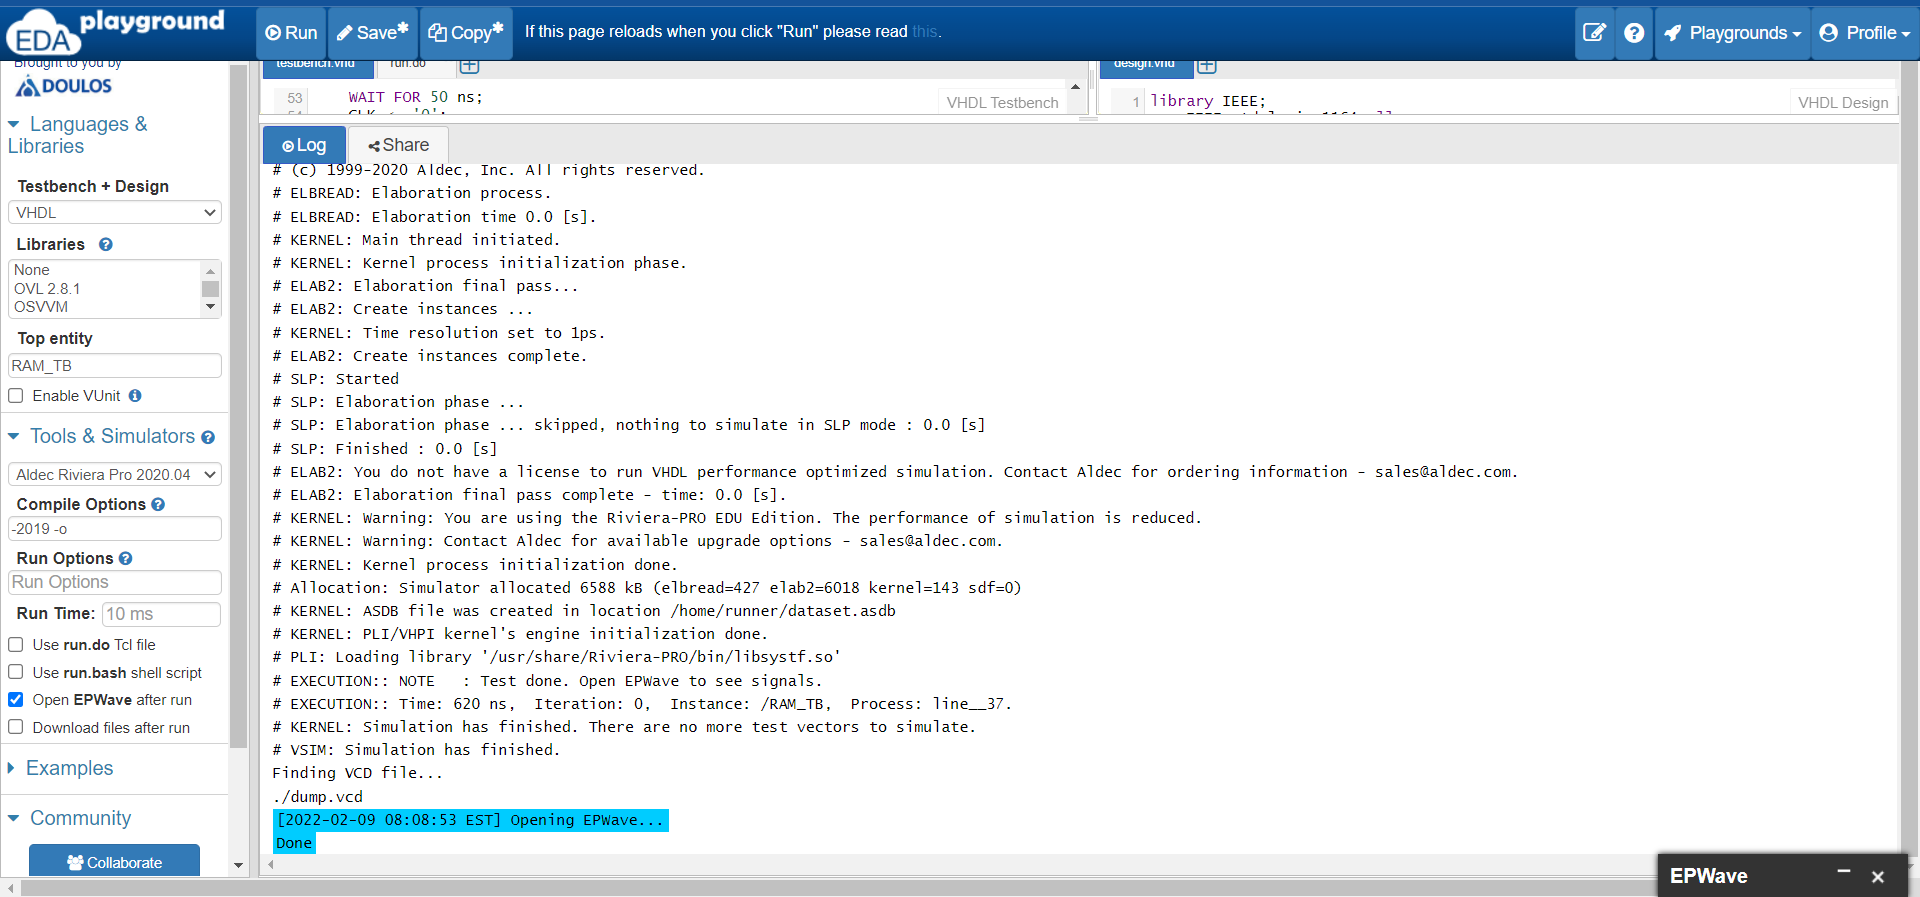 EDA playground
Run
Save*
Copy*
If this page reloads when you click "Run" please read this.
Playgrounds
Profile
Brought to you by
DOULOS
Languages & Libraries
Testbench + Design
VHDL
Libraries
None
OVL 2.8.1
OSVVM
Top entity
RAM_TB
Enable VUnit
Tools & Simulators
Aldec Riviera Pro 2020.04
Compile Options
-2019 -o
Run Options
Run Options
Run Time: 10 ms
Use run.do Tcl file
Use run.bash shell script
Open EPWave after run
Download files after run
Examples
Community
Collaborate
testbench.vhd
run.do
53 WAIT FOR 50 ns;
VHDL Testbench
design.vhd
1 library IEEE;
VHDL Design
Log
Share
# (c) 1999-2020 Aldec, Inc. All rights reserved.
# ELBREAD: Elaboration process.
# ELBREAD: Elaboration time 0.0 [s].
# KERNEL: Main thread initiated.
# KERNEL: Kernel process initialization phase.
# ELAB2: Elaboration final pass...
# ELAB2: Create instances ...
# KERNEL: Time resolution set to 1ps.
# ELAB2: Create instances complete.
# SLP: Started
# SLP: Elaboration phase ...
# SLP: Elaboration phase ... skipped, nothing to simulate in SLP mode : 0.0 [s]
# SLP: Finished : 0.0 [s]
# ELAB2: You do not have a license to run VHDL performance optimized simulation. Contact Aldec for ordering information - sales@aldec.com.
# ELAB2: Elaboration final pass complete - time: 0.0 [s].
# KERNEL: Warning: You are using the Riviera-PRO EDU Edition. The performance of simulation is reduced.
# KERNEL: Warning: Contact Aldec for available upgrade options - sales@aldec.com.
# KERNEL: Kernel process initialization done.
# Allocation: Simulator allocated 6588 kB (elbread=427 elab2=6018 kernel=143 sdf=0)
# KERNEL: ASDB file was created in location /home/runner/dataset.asdb
# KERNEL: PLI/VHPI kernel's engine initialization done.
# PLI: Loading library '/usr/share/Riviera-PRO/bin/libsystf.so'
# EXECUTION:: NOTE   : Test done. Open EPWave to see signals.
# EXECUTION:: Time: 620 ns,  Iteration: 0,  Instance: /RAM_TB,  Process: line__37.
# KERNEL: Simulation has finished. There are no more test vectors to simulate.
# VSIM: Simulation has finished.
Finding VCD file...
./dump.vcd
[2022-02-09 08:08:53 EST] Opening EPWave...
Done
EPWave